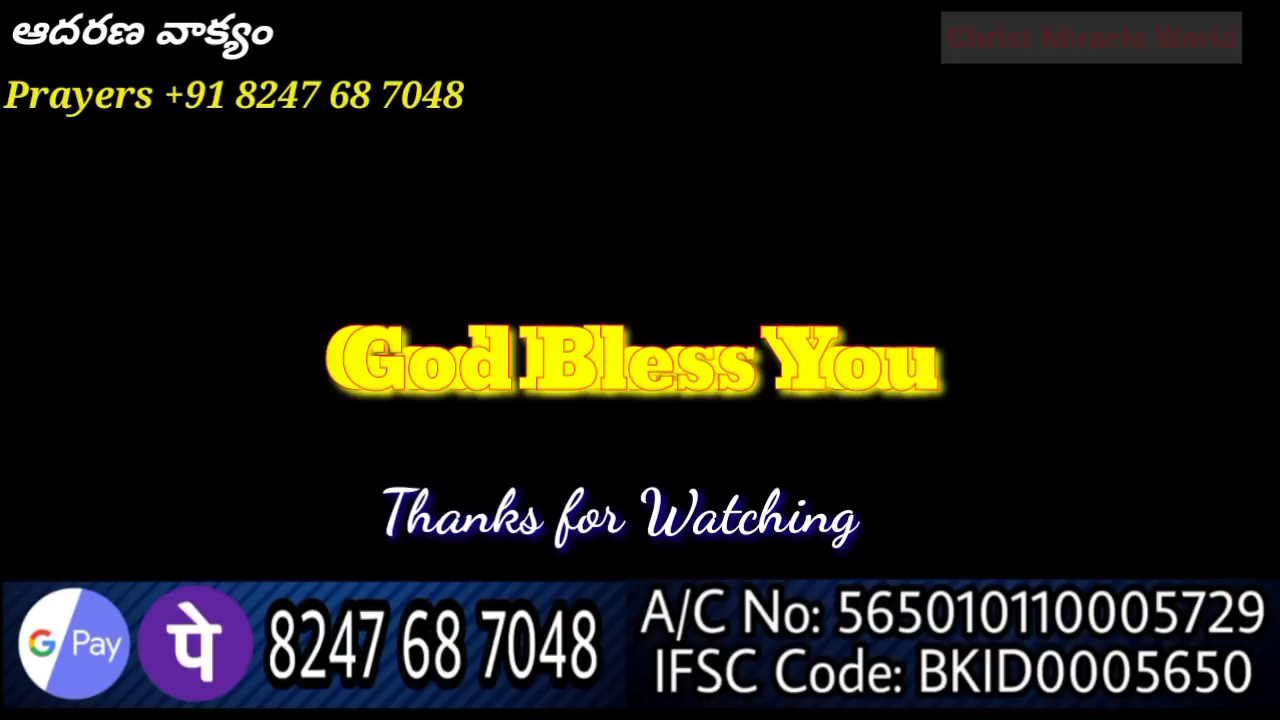 ఆదరణ వాక్యం
Christ Miracle World
Prayers +91 8247 68 7048
God Bless You
Thanks for Watching
G Pay पे 8247 68 7048
A/C No: 565010110005729
IFSC Code: BKID0005650